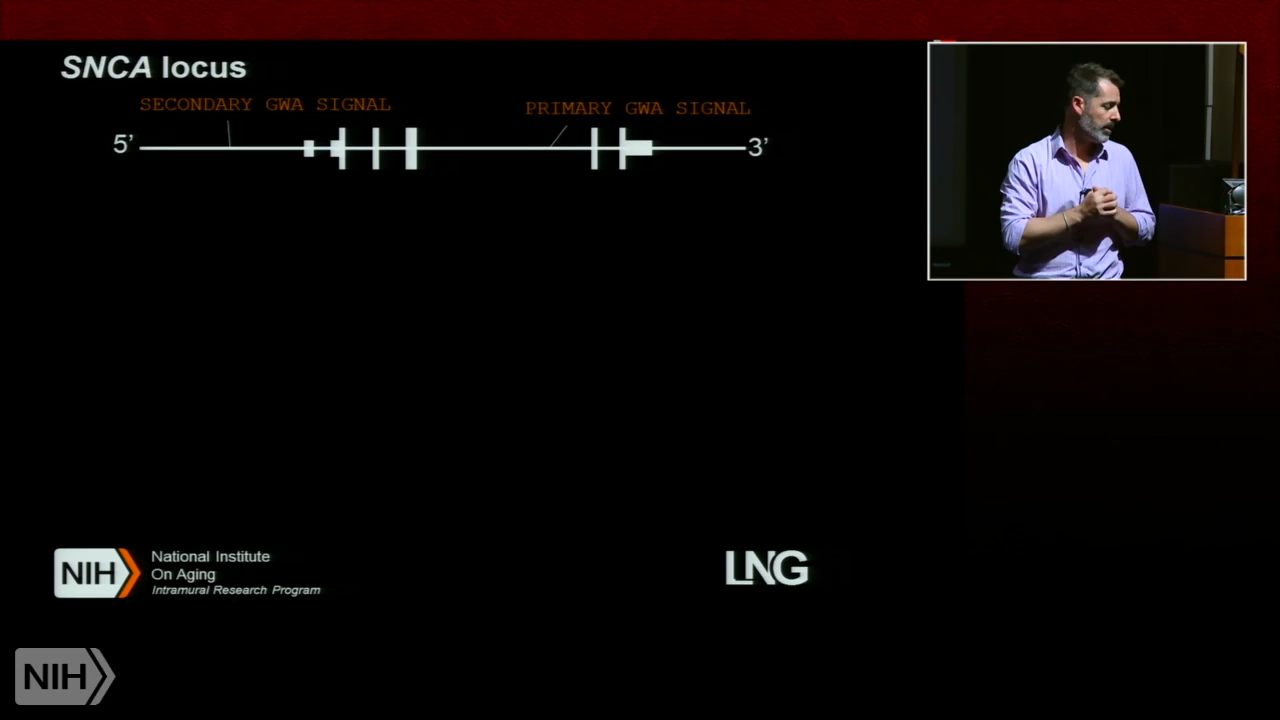 SNCA locus
SECONDARY GWA SIGNAL
PRIMARY GWA SIGNAL
5’
3’
NIH
National Institute
On Aging
Intramural Research Program
LNG
NIH